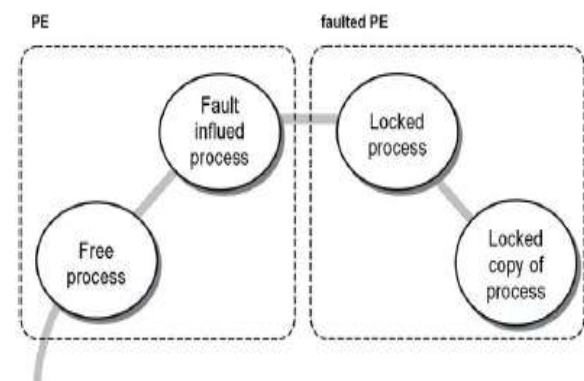 PE
faulted PE
Fault
influed
process
Locked
process
Free
process
Locked
copy of
process